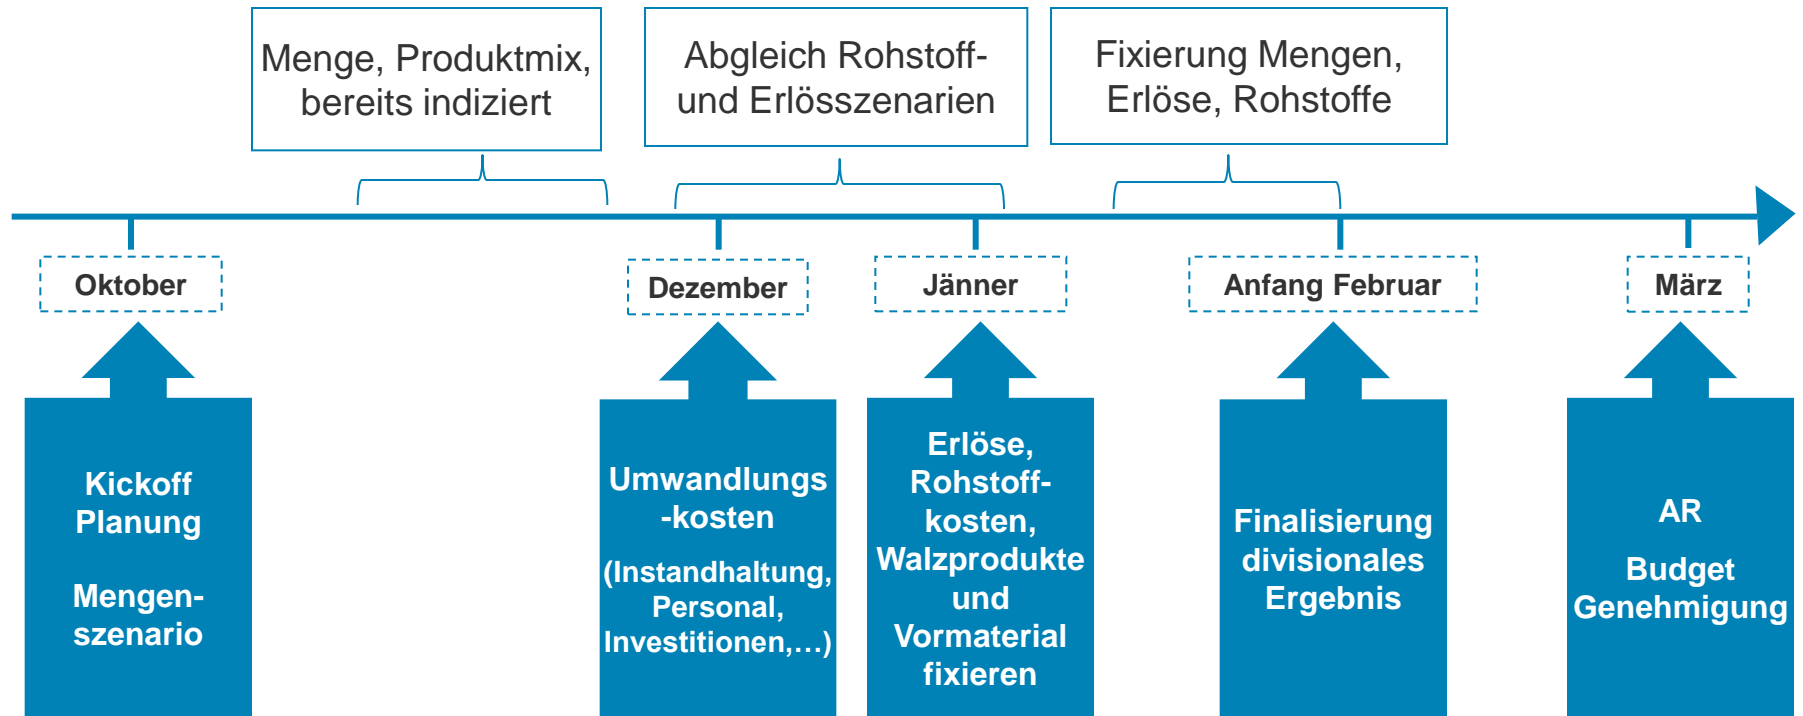 Menge, Produktmix,
bereits indiziert
Abgleich Rohstoff-
und Erlösszenarien
Fixierung Mengen,
Erlöse, Rohstoffe
Oktober
Dezember
Jänner
Anfang Februar
März
Kickoff
Planung
Mengen-
szenario
Umwandlungs
-kosten
(Instandhaltung,
Personal,
Investitionen,…)
Erlöse,
Rohstoff-
kosten,
Walzprodukte
und
Vormaterial
fixieren
Finalisierung
divisionales
Ergebnis
AR
Budget
Genehmigung